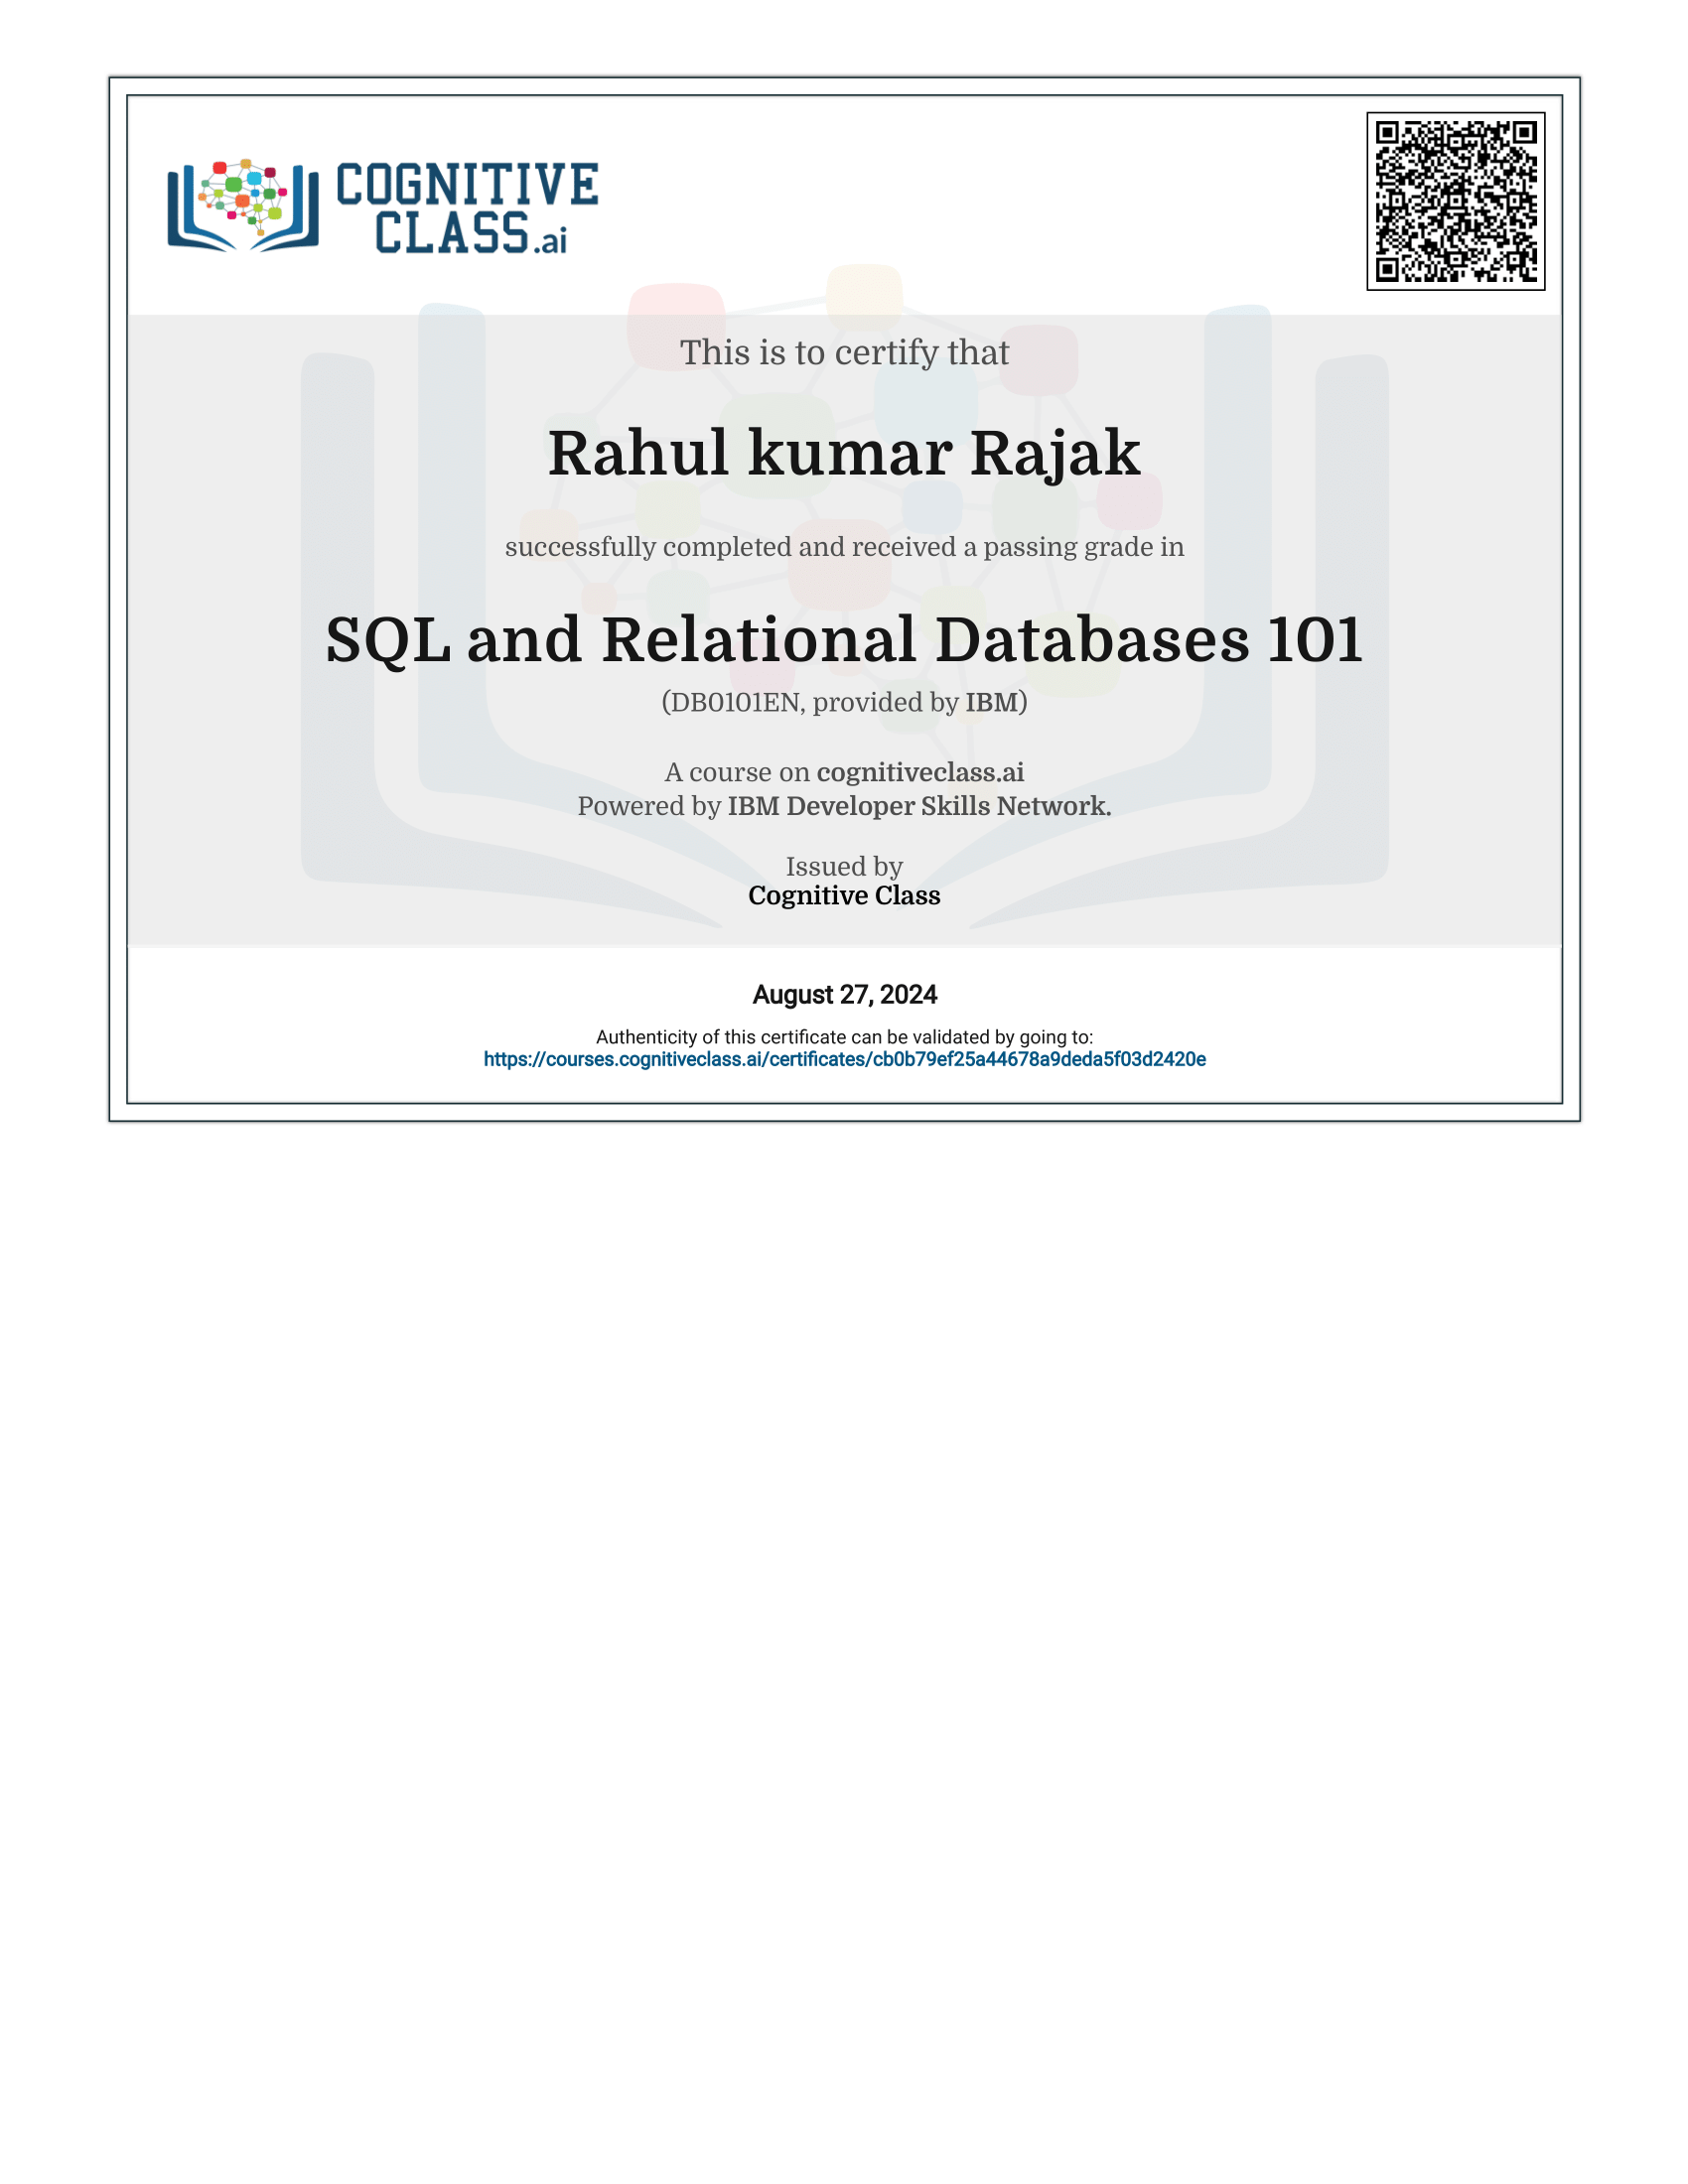 COGNITIVE
CLASS.ai
This is to certify that
Rahul kumar Rajak
successfully completed and received a passing grade in
SQL and Relational Databases 101
(DB0101EN, provided by IBM)
A course on cognitiveclass.ai
Powered by IBM Developer Skills Network.
Issued by
Cognitive Class
August 27, 2024
Authenticity of this certificate can be validated by going to:
https://courses.cognitiveclass.ai/certificates/cb0b79ef25a44678a9deda5f03d2420e